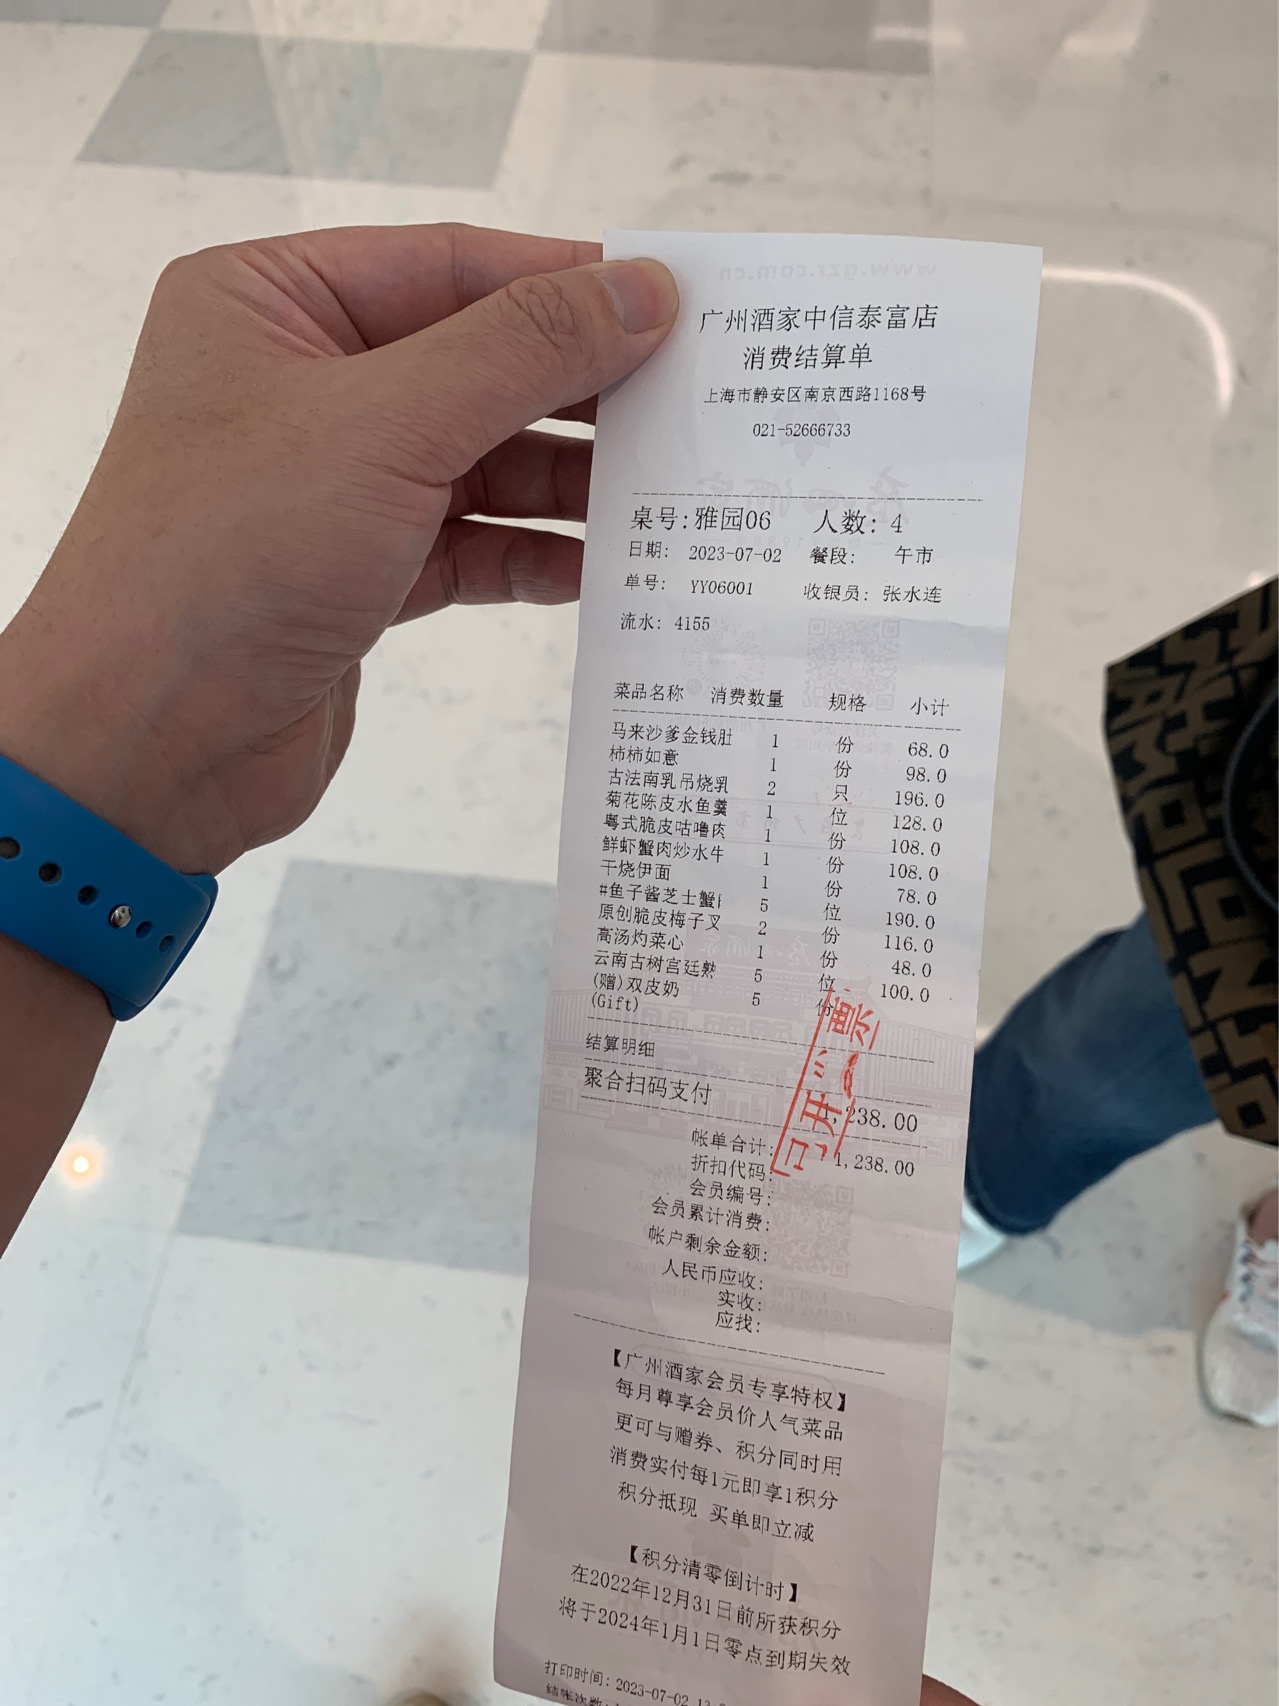 www.gzr.com.cn
广州酒家中信泰富店
消费结算单
上海市静安区南京西路1168号
021-52666733
桌号:雅园06 人数: 4
日期: 2023-07-02 餐段: 午市
单号: YY06001 收银员: 张水连
流水: 4155
菜品名称 消费数量 规格 小计
马来沙爹金钱肚 1 份 68.0
柿柿如意 1 份 98.0
古法南乳吊烧乳 2 只 196.0
菊花陈皮水鱼羹 1 位 128.0
粤式脆皮咕噜肉 1 份 108.0
鲜虾蟹肉炒水牛 1 份 108.0
干烧伊面 1 份 78.0
#鱼子酱芝士蟹 5 位 190.0
原创脆皮梅子叉 2 份 116.0
高汤灼菜心 1 份 48.0
云南古树宫廷熟 5 位 100.0
(赠)双皮奶 5 份
(Gift)
结算明细
聚合扫码支付 1,238.00
帐单合计: 1,238.00
折扣代码:
会员编号:
会员累计消费:
帐户剩余金额:
人民币应收:
实收:
应找:
已开发票
【广州酒家会员专享特权】
每月尊享会员价人气菜品
更可与赠券、积分同时用
消费实付每1元即享1积分
积分抵现 买单即立减
【积分清零倒计时】
在2022年12月31日前所获积分
将于2024年1月1日零点到期失效
打印时间: 2023-07-02
结帐次数: